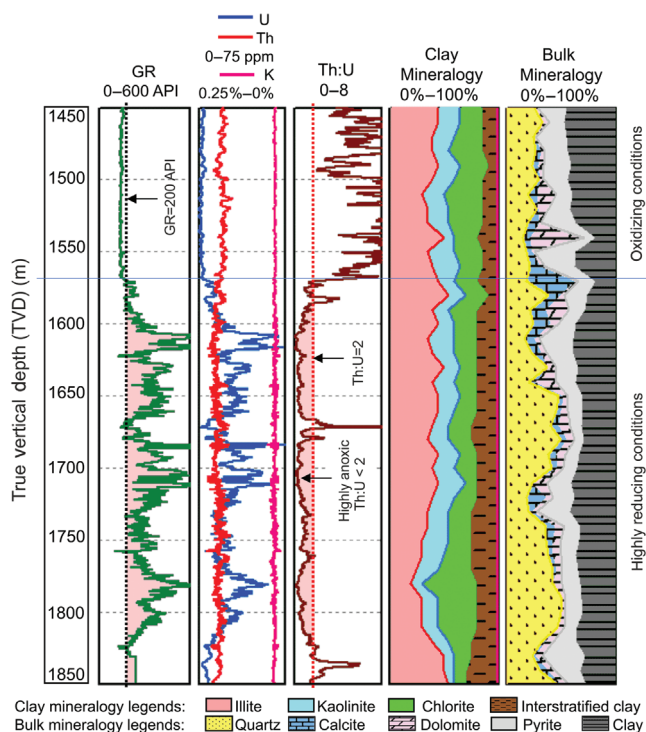 U
Th
0–75 ppm
K
0.25%–0%
GR
0–600 API
Th:U
0–8
Clay
Mineralogy
0%–100%
Bulk
Mineralogy
0%–100%
True vertical depth (TVD) (m)
1450
1500
1550
1600
1650
1700
1750
1800
1850
GR=200 API
Th:U=2
Highly anoxic
Th:U < 2
Oxidizing conditions
Highly reducing conditions
Clay mineralogy legends: Illite Kaolinite Chlorite Interstratified clay
Bulk mineralogy legends: Quartz Calcite Dolomite Pyrite Clay